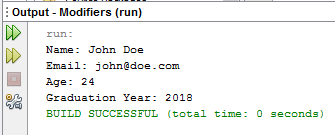 Output - Modifiers (run)
run:
Name: John Doe
Email: john@doe.com
Age: 24
Graduation Year: 2018
BUILD SUCCESSFUL (total time: 0 seconds)